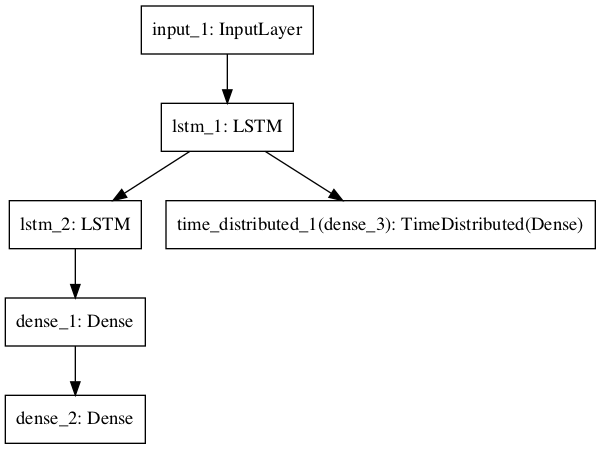 input_1: InputLayer
lstm_1: LSTM
lstm_2: LSTM
time_distributed_1(dense_3): TimeDistributed(Dense)
dense_1: Dense
dense_2: Dense